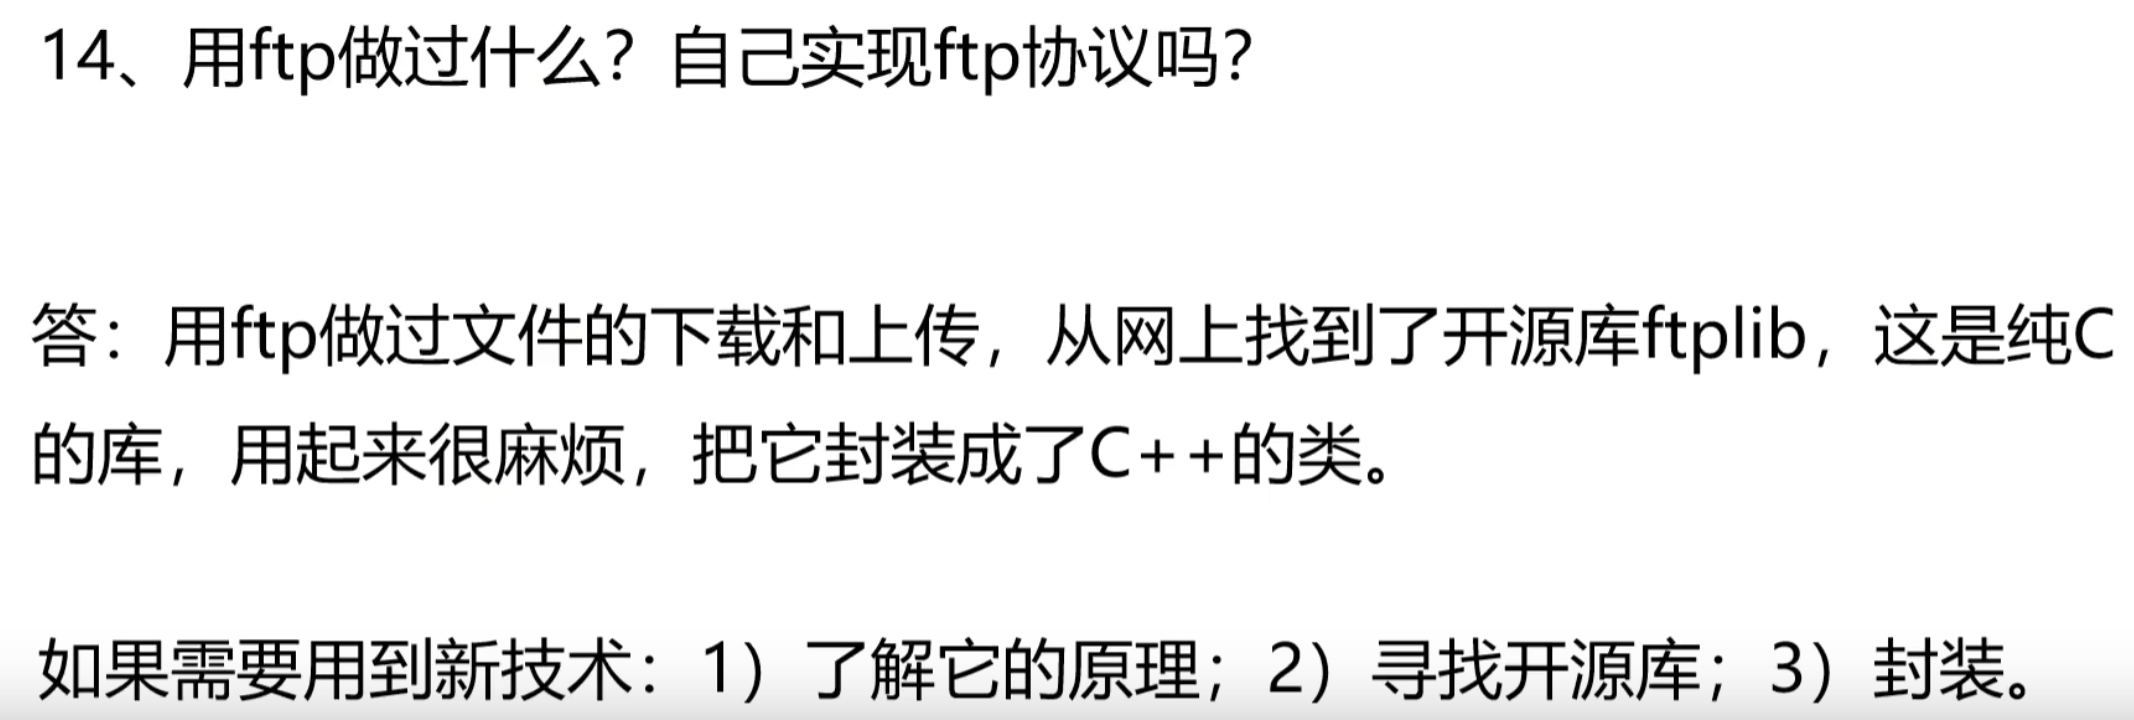 14、用ftp做过什么？自己实现ftp协议吗？
答：用ftp做过文件的下载和上传，从网上找到了开源库ftplib，这是纯C
的库，用起来很麻烦，把它封装成了C++的类。
如果需要用到新技术：1）了解它的原理；2）寻找开源库；3）封装。